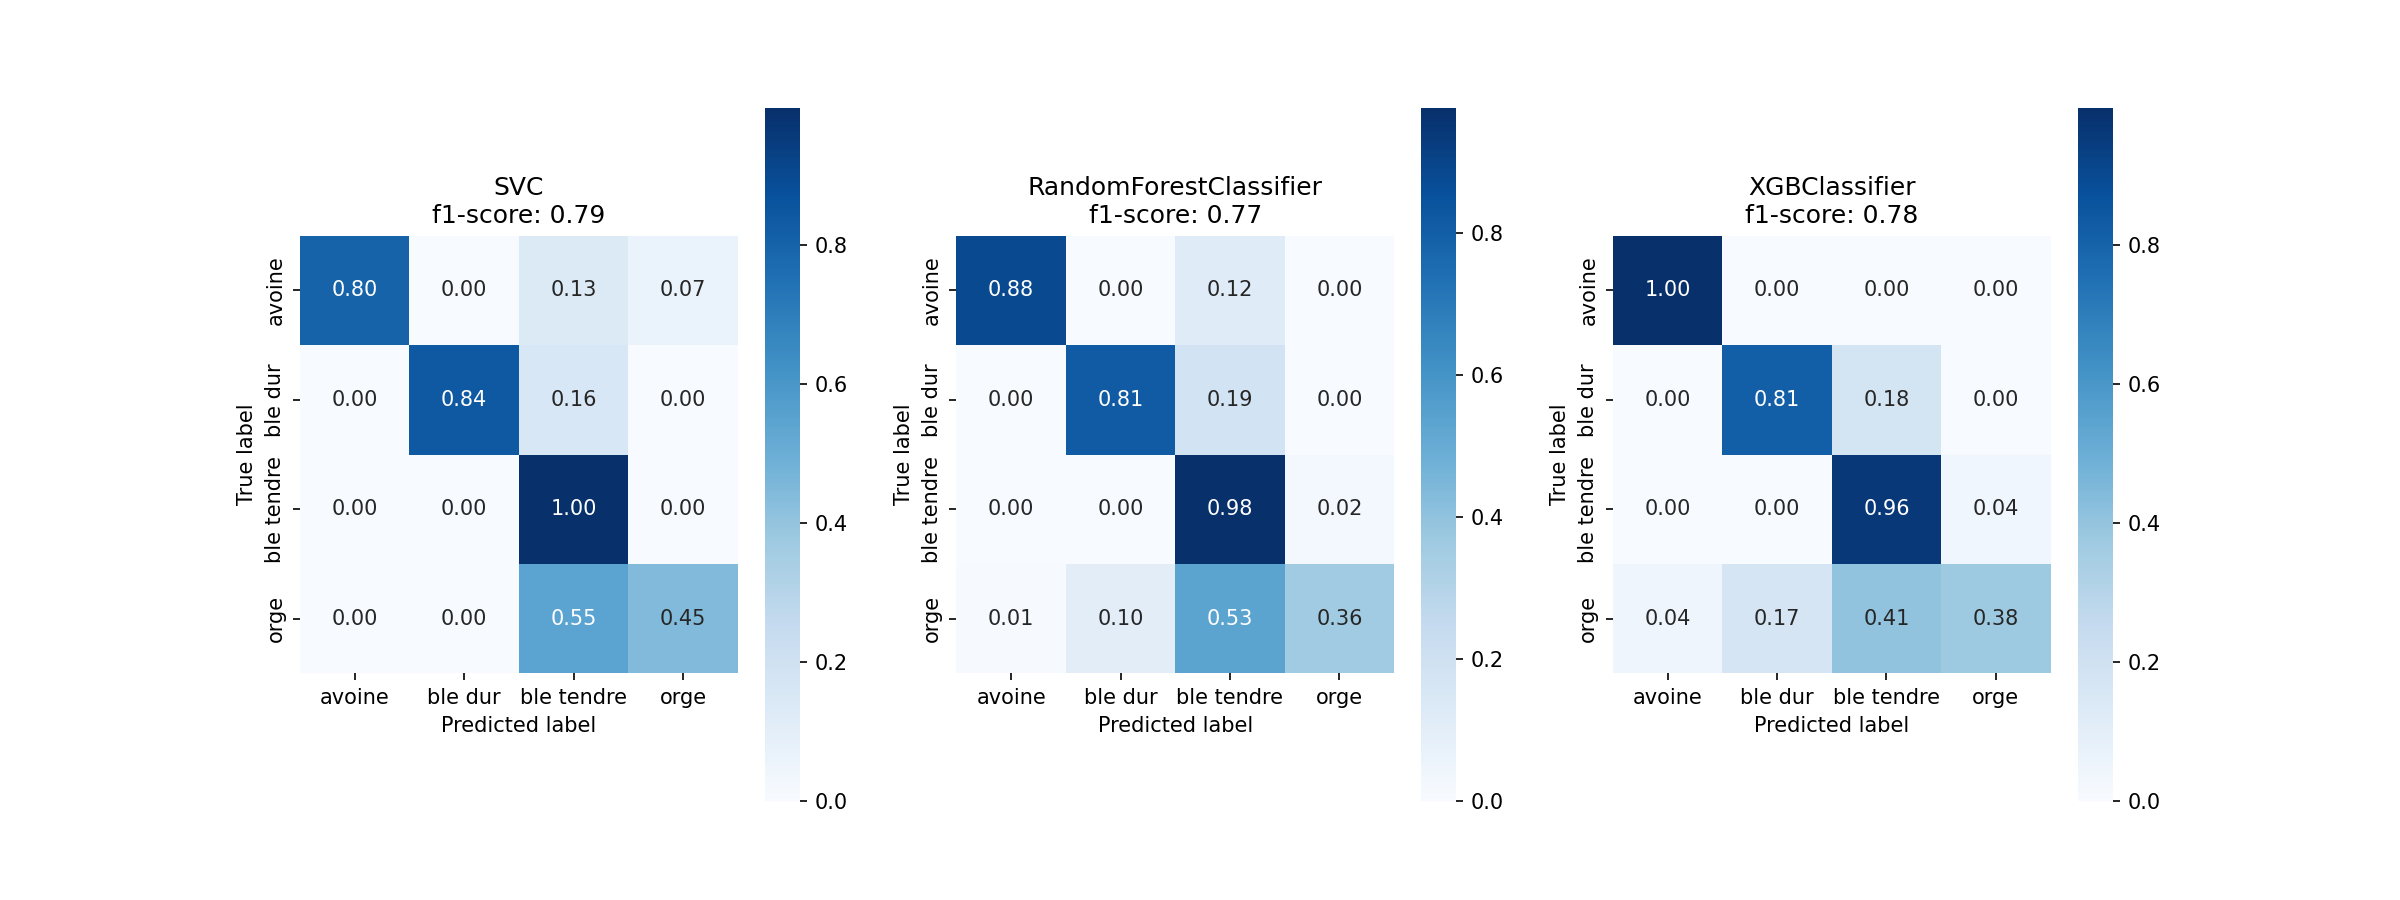 SVC
f1-score: 0.79
True label
avoine
ble dur
ble tendre
orge
0.80 0.00 0.13 0.07
0.00 0.84 0.16 0.00
0.00 0.00 1.00 0.00
0.00 0.00 0.55 0.45
avoine ble dur ble tendre orge
Predicted label
0.8
0.6
0.4
0.2
0.0
RandomForestClassifier
f1-score: 0.77
True label
avoine
ble dur
ble tendre
orge
0.88 0.00 0.12 0.00
0.00 0.81 0.19 0.00
0.00 0.00 0.98 0.02
0.01 0.10 0.53 0.36
avoine ble dur ble tendre orge
Predicted label
0.8
0.6
0.4
0.2
0.0
XGBClassifier
f1-score: 0.78
True label
avoine
ble dur
ble tendre
orge
1.00 0.00 0.00 0.00
0.00 0.81 0.18 0.00
0.00 0.00 0.96 0.04
0.04 0.17 0.41 0.38
avoine ble dur ble tendre orge
Predicted label
0.8
0.6
0.4
0.2
0.0